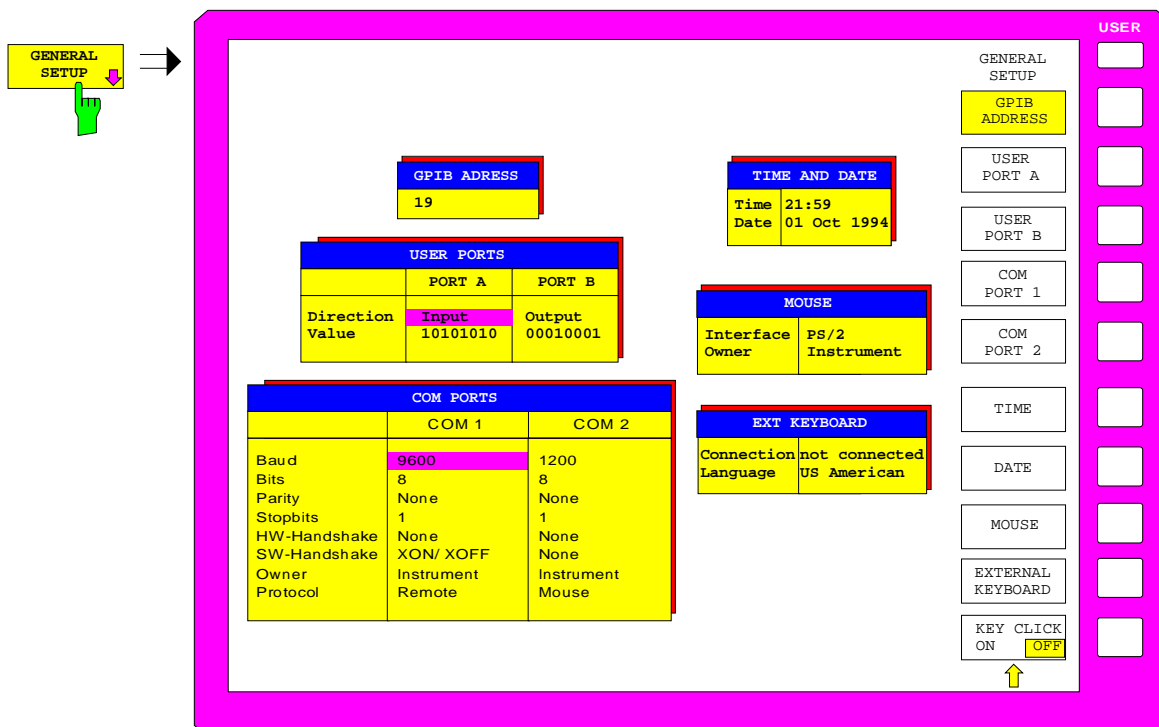 USER
GENERAL
SETUP
GENERAL
SETUP
GPIB
ADDRESS
USER
PORT A
USER
PORT B
COM
PORT 1
COM
PORT 2
TIME
DATE
MOUSE
EXTERNAL
KEYBOARD
KEY CLICK
ON OFF
GPIB ADRESS
19
TIME AND DATE
Time 21:59
Date 01 Oct 1994
USER PORTS
PORT A PORT B
Direction Input Output
Value 10101010 00010001
MOUSE
Interface PS/2
Owner Instrument
COM PORTS
COM 1 COM 2
Baud 9600 1200
Bits 8 8
Parity None None
Stopbits 1 1
HW-Handshake None None
SW-Handshake XON/ XOFF None
Owner Instrument Instrument
Protocol Remote Mouse
EXT KEYBOARD
Connection not connected
Language US American